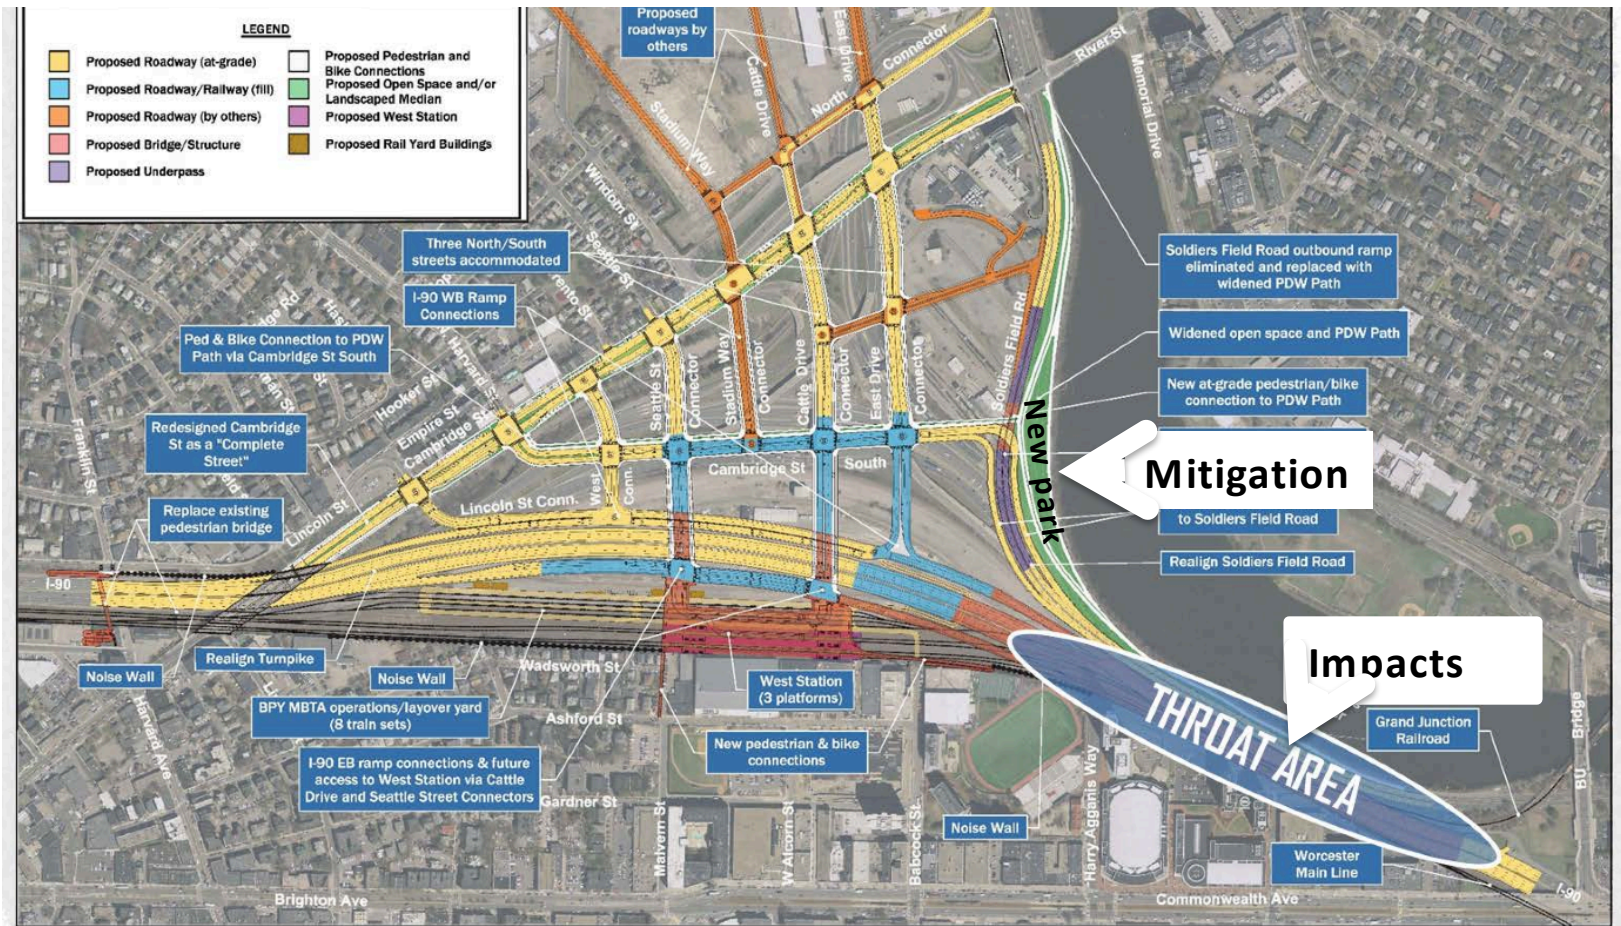 LEGEND
Proposed Roadway (at-grade)
Proposed Roadway/Railway (fill)
Proposed Roadway (by others)
Proposed Bridge/Structure
Proposed Underpass
Proposed Pedestrian and
Bike Connections
Proposed Open Space and/or
Landscaped Median
Proposed West Station
Proposed Rail Yard Buildings
Proposed
roadways by
others
Cattle Drive
East Drive
North
Connector
River St
Memorial Drive
Stadium Way
Windom St
Seattle St
Three North/South
streets accommodated
I-90 WB Ramp
Connections
Ped & Bike Connection to PDW
Path via Cambridge St South
Soldiers Field Road outbound ramp
eliminated and replaced with
widened PDW Path
Widened open space and PDW Path
New at-grade pedestrian/bike
connection to PDW Path
to Soldiers Field Road
Realign Soldiers Field Road
Soldiers Field Rd
New park
Mitigation
Hooker St
Empire St
Cambridge St
Franklin St
Redesigned Cambridge
St as a "Complete
Street"
Replace existing
pedestrian bridge
Lincoln St
Lincoln St Conn.
West
Conn.
Seattle St
Connector
Stadium Way
Connector
Cattle Drive
Connector
East Drive
Connector
Cambridge St
South
I-90
Noise Wall
Realign Turnpike
Noise Wall
Wadsworth St
BPY MBTA operations/layover yard
(8 train sets)
Ashford St
West Station
(3 platforms)
New pedestrian & bike
connections
I-90 EB ramp connections & future
access to West Station via Cattle
Drive and Seattle Street Connectors
Gardner St
Harvard Ave
Malvern St
W Alcorn St
Babcock St
Noise Wall
Harry Agganis Way
Impacts
THROAT AREA
Grand Junction
Railroad
BU
Bridge
Worcester
Main Line
I-90
Brighton Ave
Commonwealth Ave